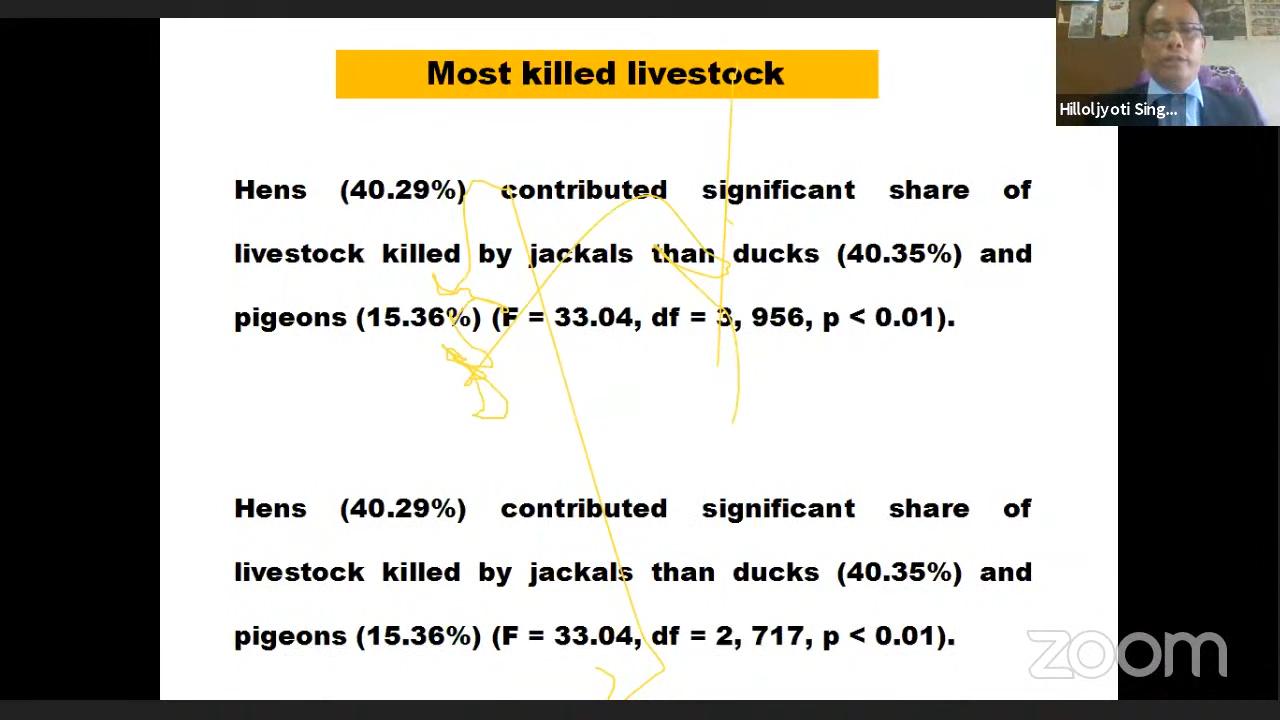 Most killed livestock
Hilloljyoti Sing...
Hens (40.29%) contributed significant share of
livestock killed by jackals than ducks (40.35%) and
pigeons (15.36%) (F = 33.04, df = 3, 956, p < 0.01).
Hens (40.29%) contributed significant share of
livestock killed by jackals than ducks (40.35%) and
pigeons (15.36%) (F = 33.04, df = 2, 717, p < 0.01).
zoom